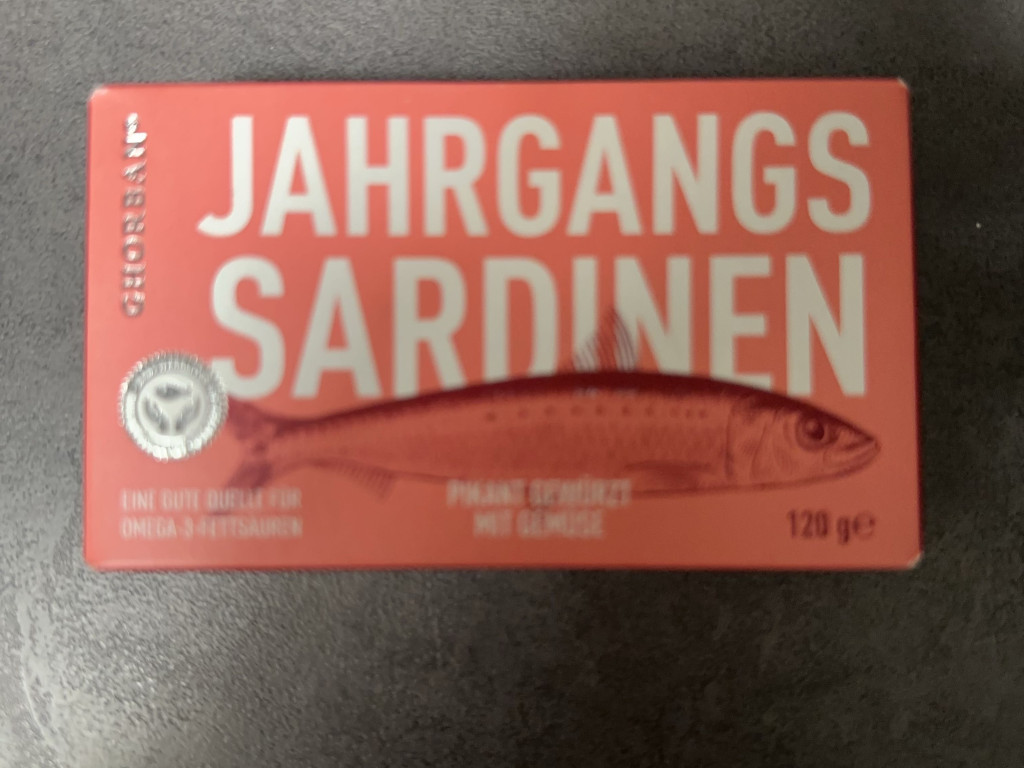 GHORBANI
JAHRGANGS
SARDINEN
EINE GUTE QUELLE FÜR
OMEGA-3-FETTSÄUREN
PIKANT GEWÜRZT
MIT GEMÜSE
120 g e